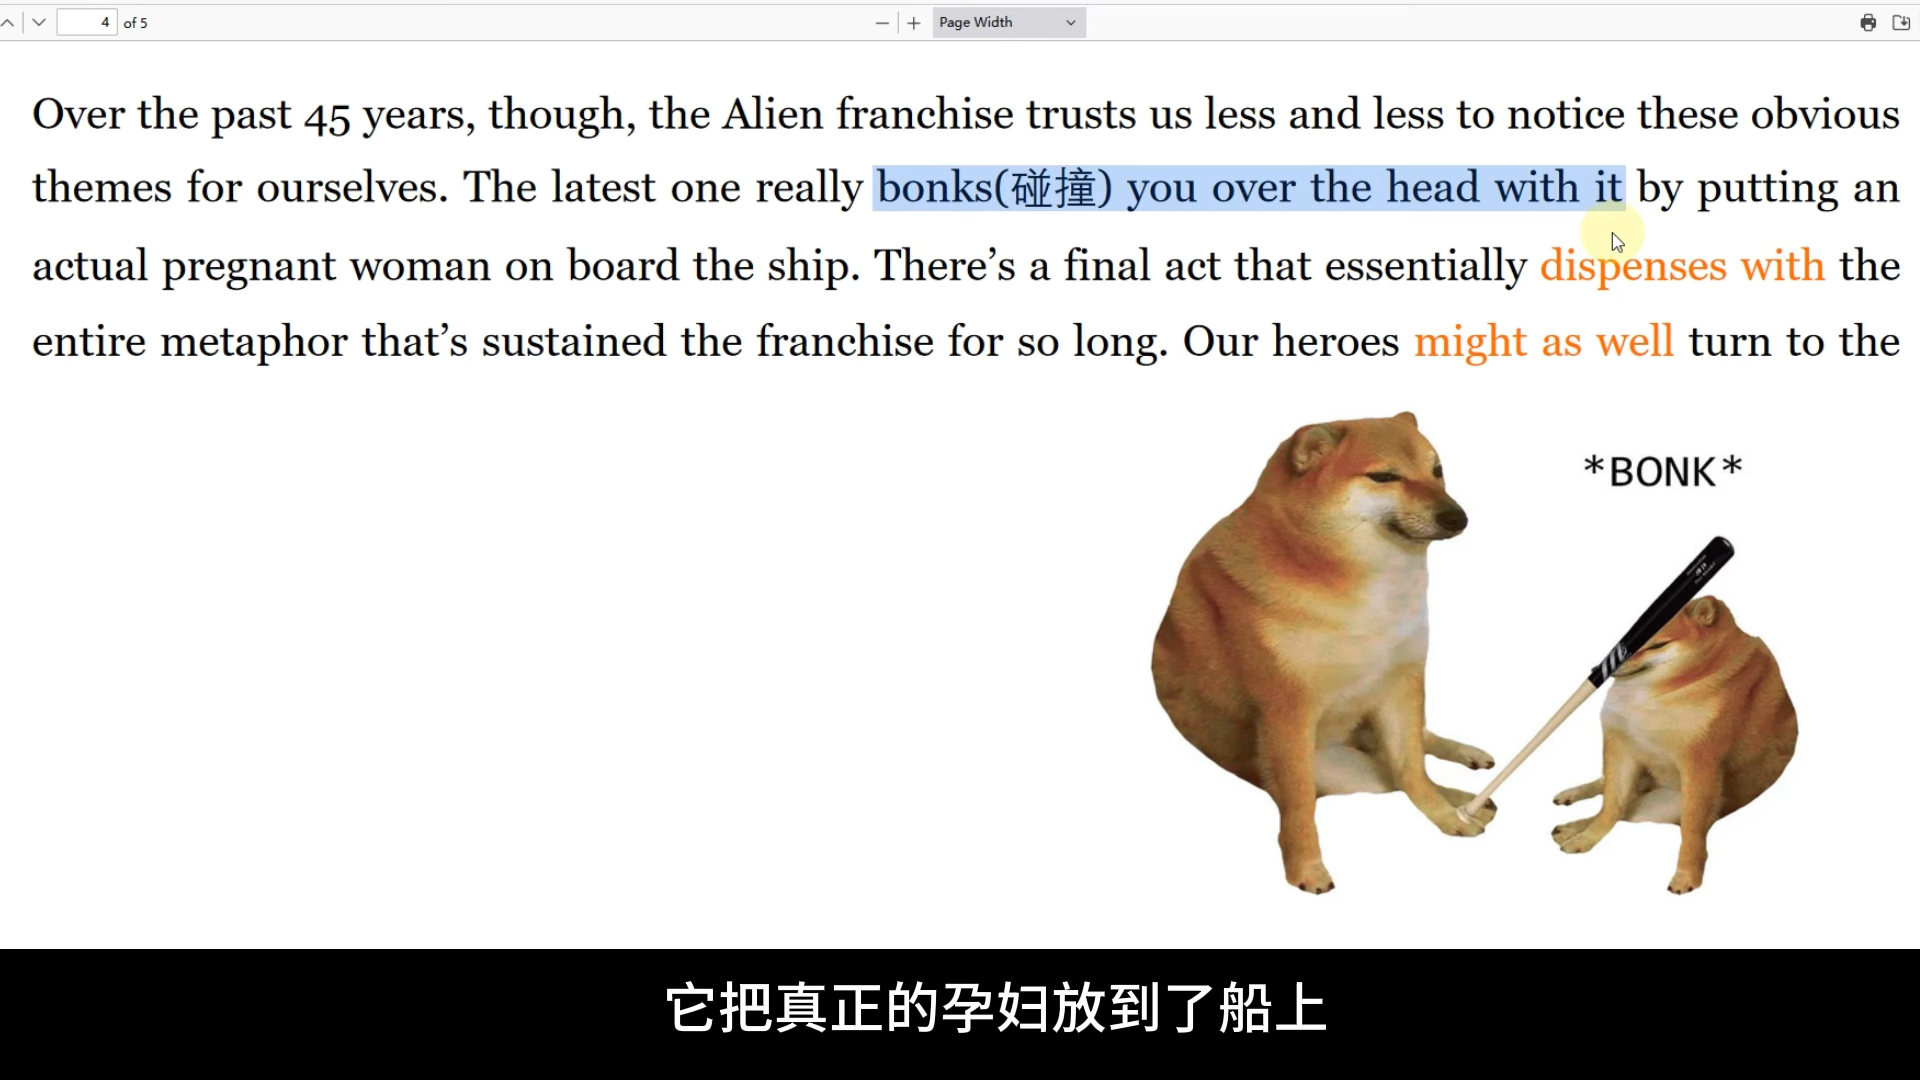 4 of 5
Page Width
Over the past 45 years, though, the Alien franchise trusts us less and less to notice these obvious
themes for ourselves. The latest one really bonks(碰撞) you over the head with it by putting an
actual pregnant woman on board the ship. There’s a final act that essentially dispenses with the
entire metaphor that’s sustained the franchise for so long. Our heroes might as well turn to the
*BONK*
它把真正的孕妇放到了船上